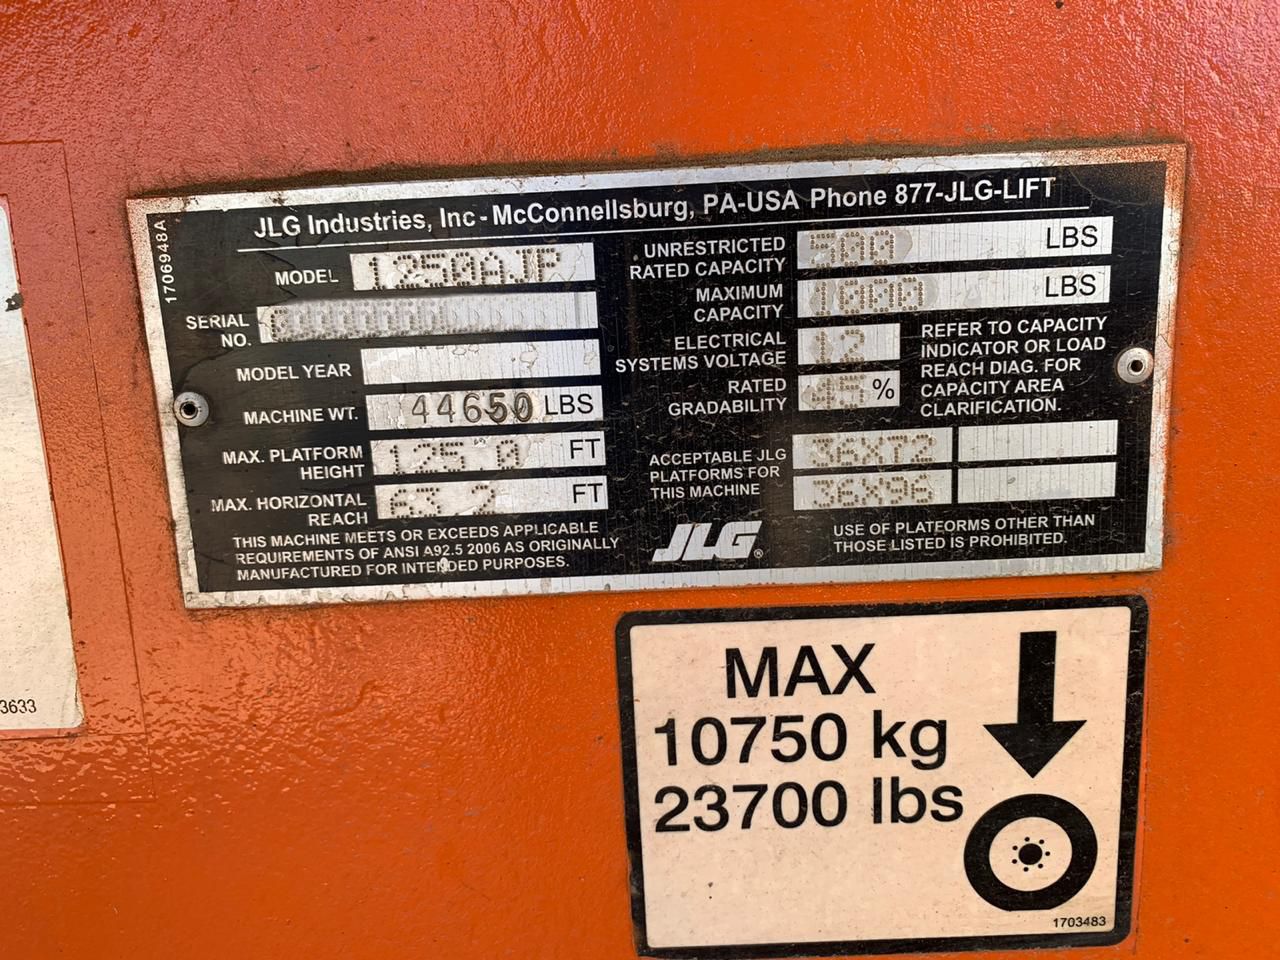 1706948A
JLG Industries, Inc - McConnellsburg, PA-USA Phone 877-JLG-LIFT
MODEL 1250AJP
SERIAL NO.
MODEL YEAR
MACHINE WT. 44650 LBS
MAX. PLATFORM HEIGHT 125 0 FT
MAX. HORIZONTAL REACH 63 2 FT
THIS MACHINE MEETS OR EXCEEDS APPLICABLE
REQUIREMENTS OF ANSI A92.5 2006 AS ORIGINALLY
MANUFACTURED FOR INTENDED PURPOSES.
UNRESTRICTED RATED CAPACITY 500 LBS
MAXIMUM CAPACITY 1000 LBS
ELECTRICAL SYSTEMS VOLTAGE 12
RATED GRADABILITY 45 %
REFER TO CAPACITY
INDICATOR OR LOAD
REACH DIAG. FOR
CAPACITY AREA
CLARIFICATION.
ACCEPTABLE JLG
PLATFORMS FOR
THIS MACHINE
36X72
36X96
JLG®
USE OF PLATFORMS OTHER THAN
THOSE LISTED IS PROHIBITED.
3633
MAX
10750 kg
23700 lbs
1703483